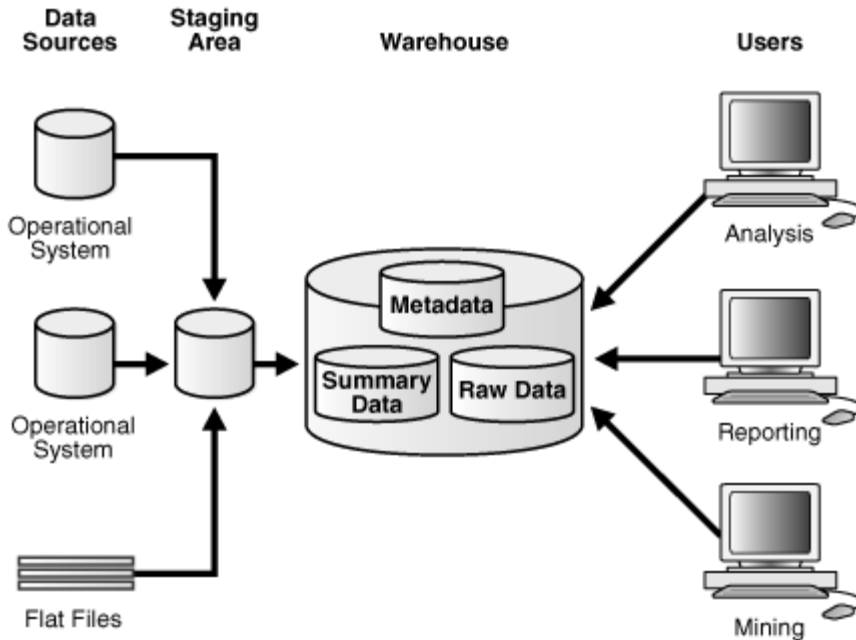 Data
Sources
Staging
Area
Warehouse
Users
Operational
System
Operational
System
Flat Files
Metadata
Summary
Data
Raw Data
Analysis
Reporting
Mining